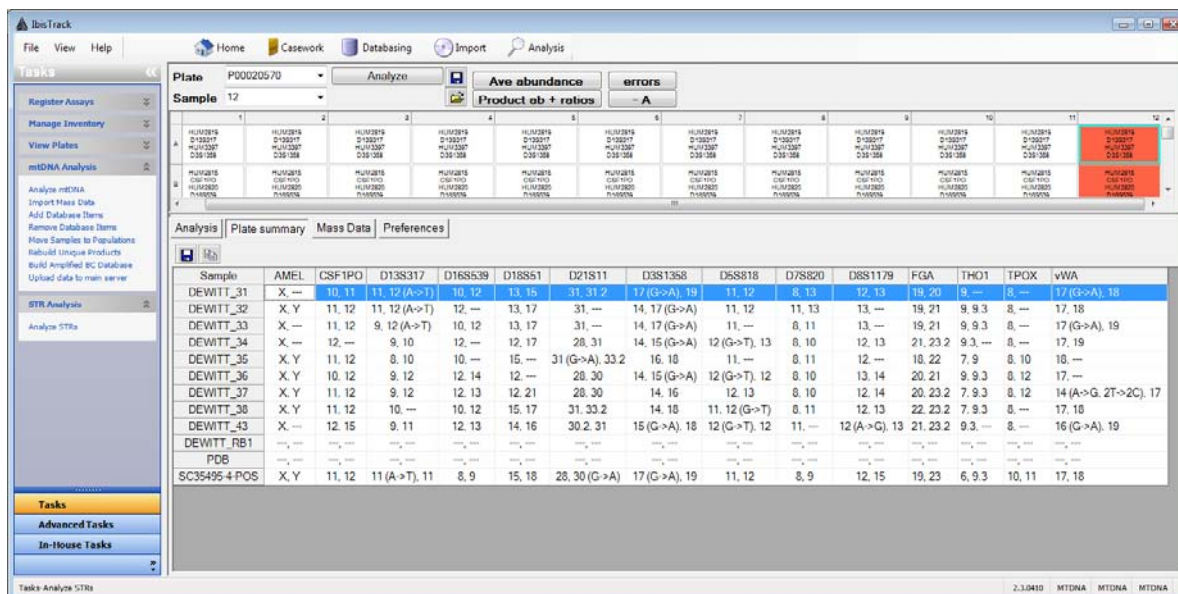 IbisTrack
File View Help Home Casework Databasing Import Analysis
Tasks
Register Assays
Manage Inventory
View Plates
mtDNA Analysis
Analyze mtDNA
Import Mass Data
Add Database Items
Remove Database Items
Move Samples to Populations
Rebuild Unique Products
Build Amplified BC Database
Upload data to main server
STR Analysis
Analyze STRs
Tasks
Advanced Tasks
In-House Tasks
Plate P00020570 Analyze Ave abundance errors
Sample 12 Product ab + ratios - A
1 2 3 4 5 6 7 8 9 10 11 12
A
B
Analysis Plate summary Mass Data Preferences
Sample AMEL CSF1PO D13S317 D16S539 D18S51 D21S11 D3S1358 D5S818 D7S820 D8S1179 FGA THO1 TPOX vWA
DEWITT_31 X, --- 10, 11 11, 12 (A->T) 10, 12 13, 15 31, 31.2 17 (G->A), 19 11, 12 8, 13 12, 13 19, 20 9, --- 8, --- 17 (G->A), 18
DEWITT_32 X, Y 11, 12 11, 12 (A->T) 12, --- 13, 17 31, --- 14, 17 (G->A) 11, 12 11, 13 13, --- 19, 21 9, 9.3 8, --- 17, 18
DEWITT_33 X, --- 11, 12 9, 12 (A->T) 10, 12 13, 17 31, --- 14, 17 (G->A) 11, --- 8, 11 13, --- 19, 21 9, 9.3 8, --- 17 (G->A), 19
DEWITT_34 X, --- 12, --- 9, 10 12, --- 12, 17 28, 31 14, 15 (G->A) 12 (G->T), 13 8, 10 12, 13 21, 23.2 9.3, --- 8, --- 17, 19
DEWITT_35 X, Y 11, 12 8, 10 10, --- 15, --- 31 (G->A), 33.2 16, 18 11, --- 8, 11 12, --- 18, 22 7, 9 8, 10 18, ---
DEWITT_36 X, Y 10, 12 9, 12 12, 14 12, --- 28, 30 14, 15 (G->A) 12 (G->T), 12 8, 10 13, 14 20, 21 9, 9.3 8, 12 17, ---
DEWITT_37 X, Y 11, 12 9, 12 12, 13 12, 21 28, 30 14, 16 12, 13 8, 10 12, 14 20, 23.2 7, 9.3 8, 12 14 (A->G, 2T->2C), 17
DEWITT_38 X, Y 11, 12 10, --- 10, 12 15, 17 31, 33.2 14, 18 11, 12 (G->T) 8, 11 12, 13 22, 23.2 7, 9.3 8, --- 17, 18
DEWITT_43 X, --- 12, 15 9, 11 12, 13 14, 16 30.2, 31 15 (G->A), 18 12 (G->T), 12 11, --- 12 (A->G), 13 21, 23.2 9.3, --- 8, --- 16 (G->A), 19
DEWITT_RB1 ---, --- ---, --- ---, --- ---, --- ---, --- ---, --- ---, --- ---, --- ---, --- ---, --- ---, --- ---, --- ---, --- ---, ---
PDB ---, --- ---, --- ---, --- ---, --- ---, --- ---, --- ---, --- ---, --- ---, --- ---, --- ---, --- ---, --- ---, --- ---, ---
SC35495-4-POS X, Y 11, 12 11 (A->T), 11 8, 9 15, 18 28, 30 (G->A) 17 (G->A), 19 11, 12 8, 9 12, 15 19, 23 6, 9.3 10, 11 17, 18
Tasks-Analyze STRs 2.3.0410 MTDNA MTDNA MTDNA